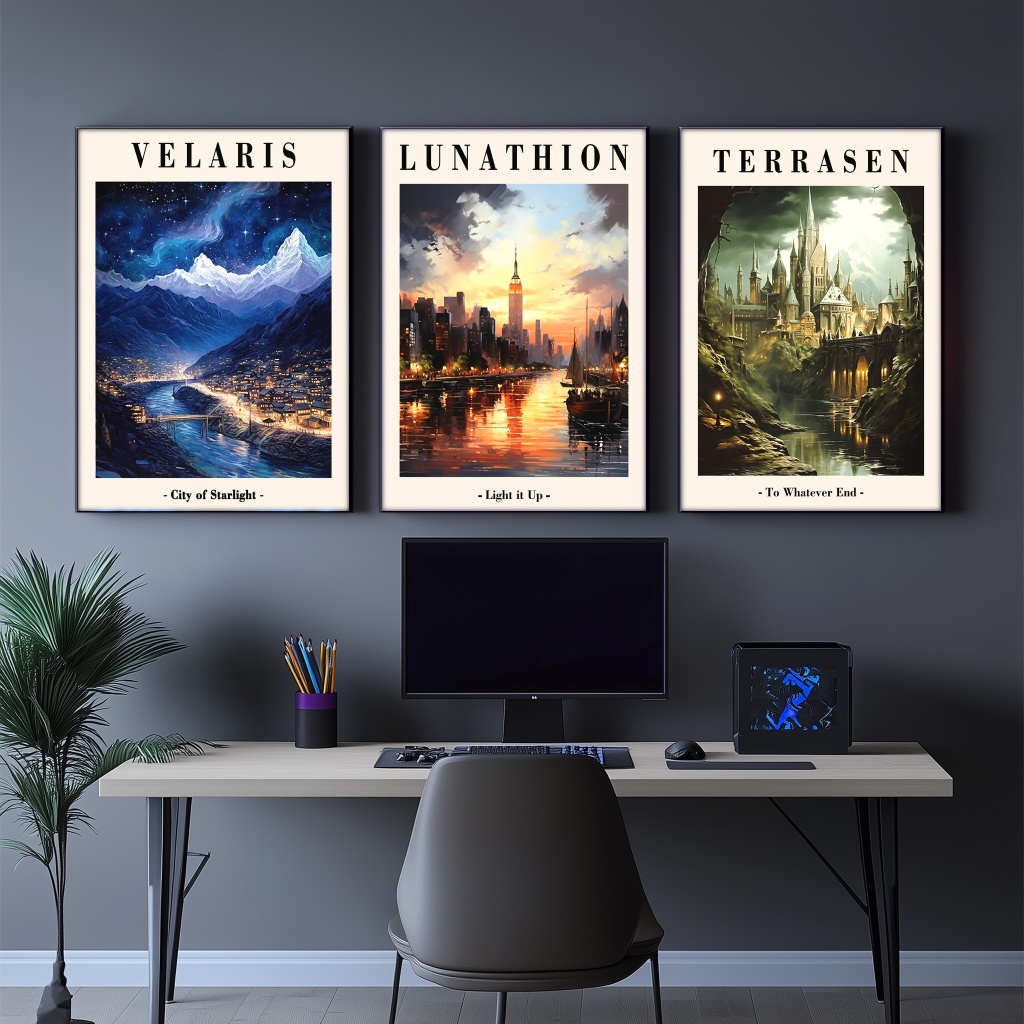 VELARIS
- City of Starlight -
LUNATHION
- Light it Up -
TERRASEN
- To Whatever End -